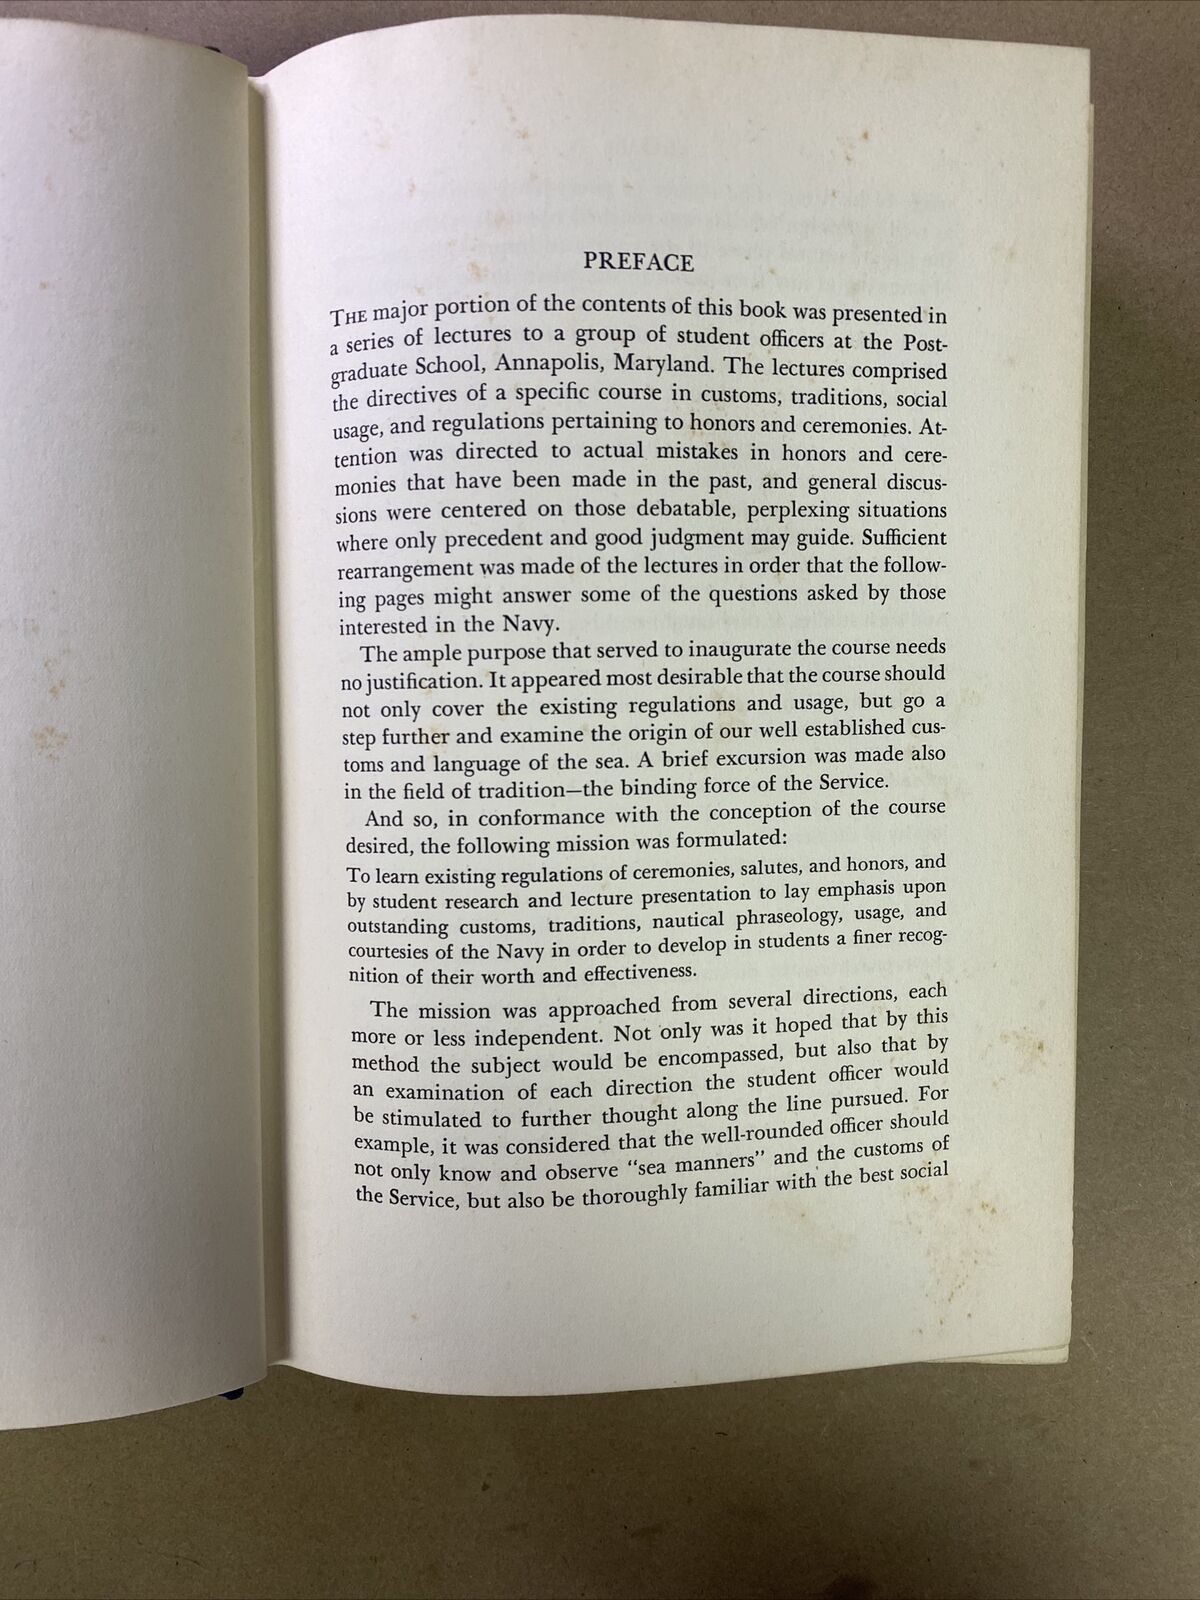 PREFACE
THE major portion of the contents of this book was presented in
a series of lectures to a group of student officers at the Post-
graduate School, Annapolis, Maryland. The lectures comprised
the directives of a specific course in customs, traditions, social
usage, and regulations pertaining to honors and ceremonies. At-
tention was directed to actual mistakes in honors and cere-
monies that have been made in the past, and general discus-
sions were centered on those debatable, perplexing situations
where only precedent and good judgment may guide. Sufficient
rearrangement was made of the lectures in order that the follow-
ing pages might answer some of the questions asked by those
interested in the Navy.
The ample purpose that served to inaugurate the course needs
no justification. It appeared most desirable that the course should
not only cover the existing regulations and usage, but go a
step further and examine the origin of our well established cus-
toms and language of the sea. A brief excursion was made also
in the field of tradition—the binding force of the Service.
And so, in conformance with the conception of the course
desired, the following mission was formulated:
To learn existing regulations of ceremonies, salutes, and honors, and
by student research and lecture presentation to lay emphasis upon
outstanding customs, traditions, nautical phraseology, usage, and
courtesies of the Navy in order to develop in students a finer recog-
nition of their worth and effectiveness.
The mission was approached from several directions, each
more or less independent. Not only was it hoped that by this
method the subject would be encompassed, but also that by
an examination of each direction the student officer would
be stimulated to further thought along the line pursued. For
example, it was considered that the well-rounded officer should
not only know and observe “sea manners” and the customs of
the Service, but also be thoroughly familiar with the best social